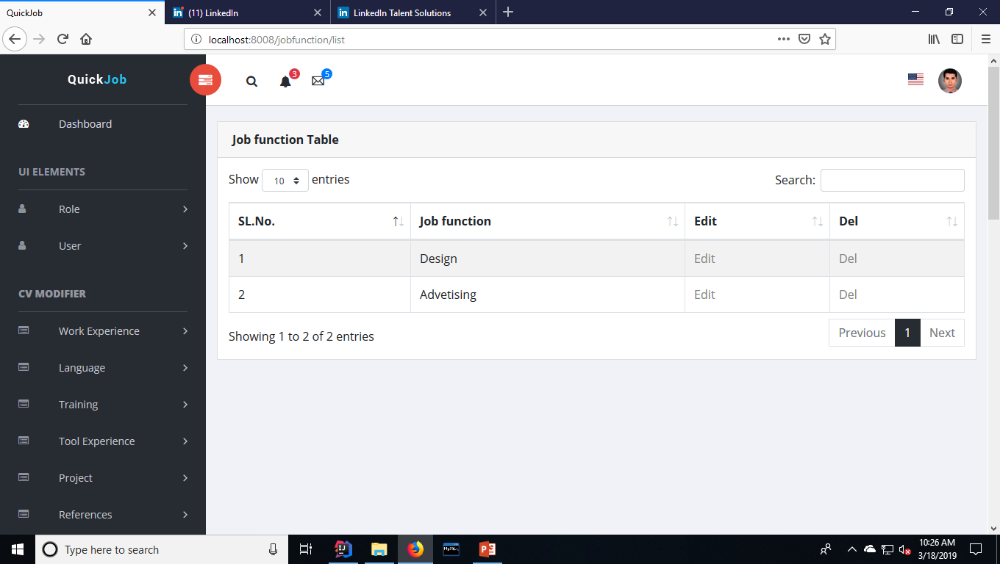 QuickJob
(11) LinkedIn
LinkedIn Talent Solutions
localhost:8008/jobfunction/list
QuickJob
3
5
Dashboard
Job function Table
UI ELEMENTS
Show 10 entries
Search:
SL.No. Job function Edit Del
Role
1 Design Edit Del
User
2 Advetising Edit Del
CV MODIFIER
Showing 1 to 2 of 2 entries
Previous 1 Next
Work Experience
Language
Training
Tool Experience
Project
References
Type here to search
IJ
MySQL
P
10:26 AM
3/18/2019